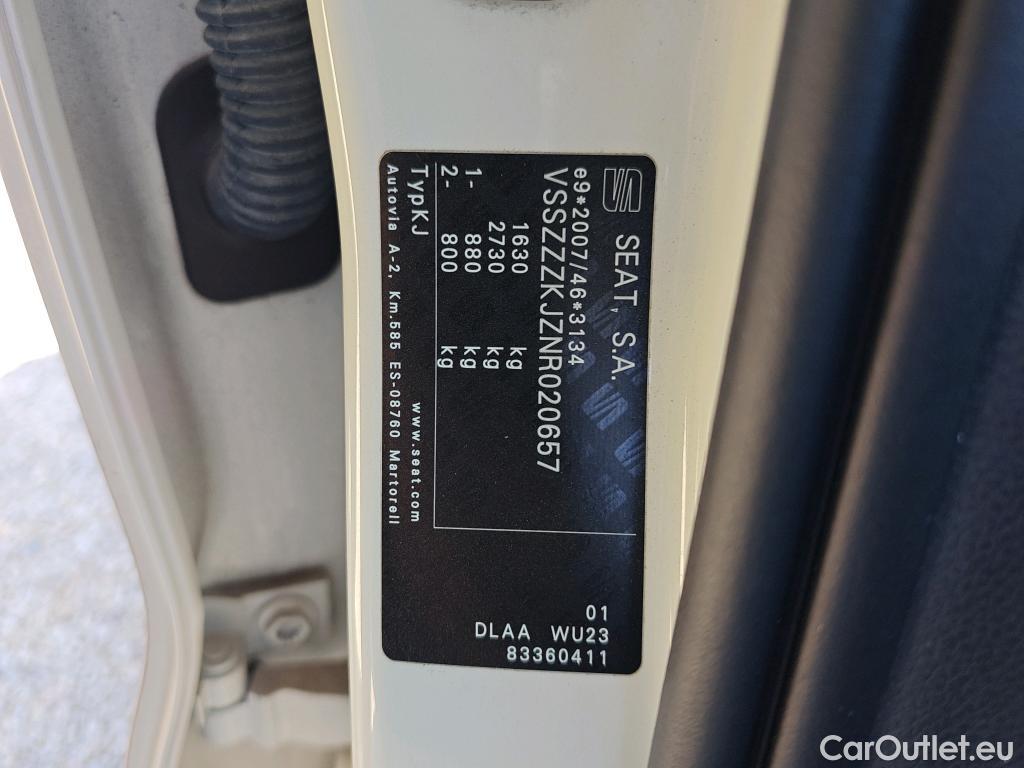 SEAT, S.A.
e9*2007/46*3134
VSSZZZKJZNR020657
1630 kg
2730 kg
1- 880 kg
2- 800 kg
TypKJ
www.seat.com
Autovia A-2, Km.585 ES-08760 Martorell
01
DLAA WU23
83360411
CarOutlet.eu